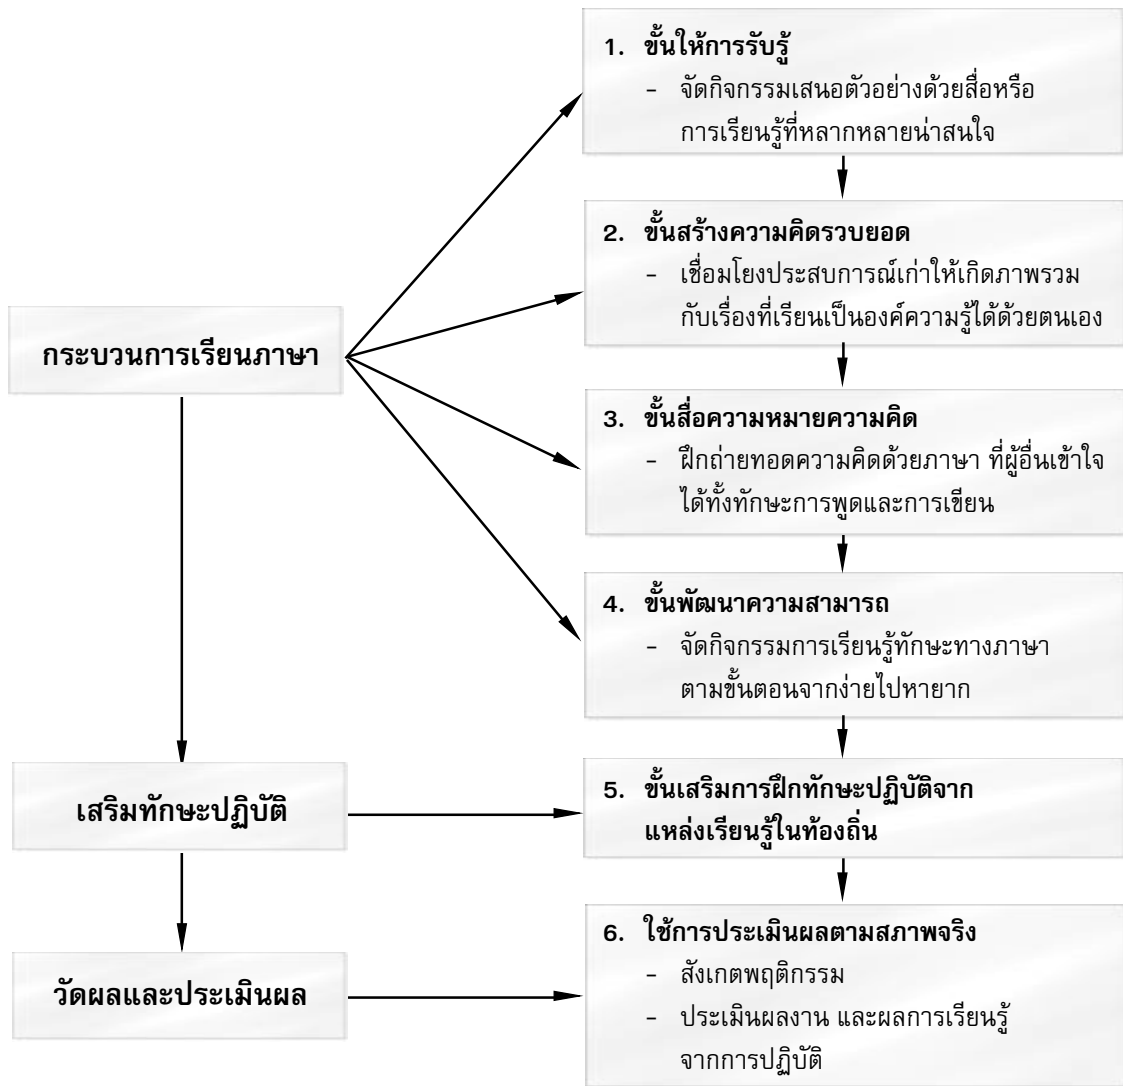 1. ขั้นให้การรับรู้
– จัดกิจกรรมเสนอตัวอย่างด้วยสื่อหรือ
การเรียนรู้ที่หลากหลายน่าสนใจ
2. ขั้นสร้างความคิดรวบยอด
– เชื่อมโยงประสบการณ์เก่าให้เกิดภาพรวม
กับเรื่องที่เรียนเป็นองค์ความรู้ได้ด้วยตนเอง
กระบวนการเรียนภาษา
3. ขั้นสื่อความหมายความคิด
– ฝึกถ่ายทอดความคิดด้วยภาษา ที่ผู้อื่นเข้าใจ
ได้ทั้งทักษะการพูดและการเขียน
4. ขั้นพัฒนาความสามารถ
– จัดกิจกรรมการเรียนรู้ทักษะทางภาษา
ตามขั้นตอนจากง่ายไปหายาก
เสริมทักษะปฏิบัติ
5. ขั้นเสริมการฝึกทักษะปฏิบัติจาก
แหล่งเรียนรู้ในท้องถิ่น
6. ใช้การประเมินผลตามสภาพจริง
– สังเกตพฤติกรรม
– ประเมินผลงาน และผลการเรียนรู้
จากการปฏิบัติ
วัดผลและประเมินผล